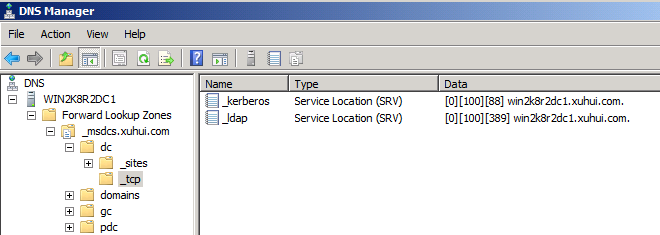 DNS Manager
File Action View Help
DNS
WIN2K8R2DC1
Forward Lookup Zones
_msdcs.xuhui.com
dc
_sites
_tcp
domains
gc
pdc
Name Type Data
_kerberos Service Location (SRV) [0][100][88] win2k8r2dc1.xuhui.com.
_ldap Service Location (SRV) [0][100][389] win2k8r2dc1.xuhui.com.